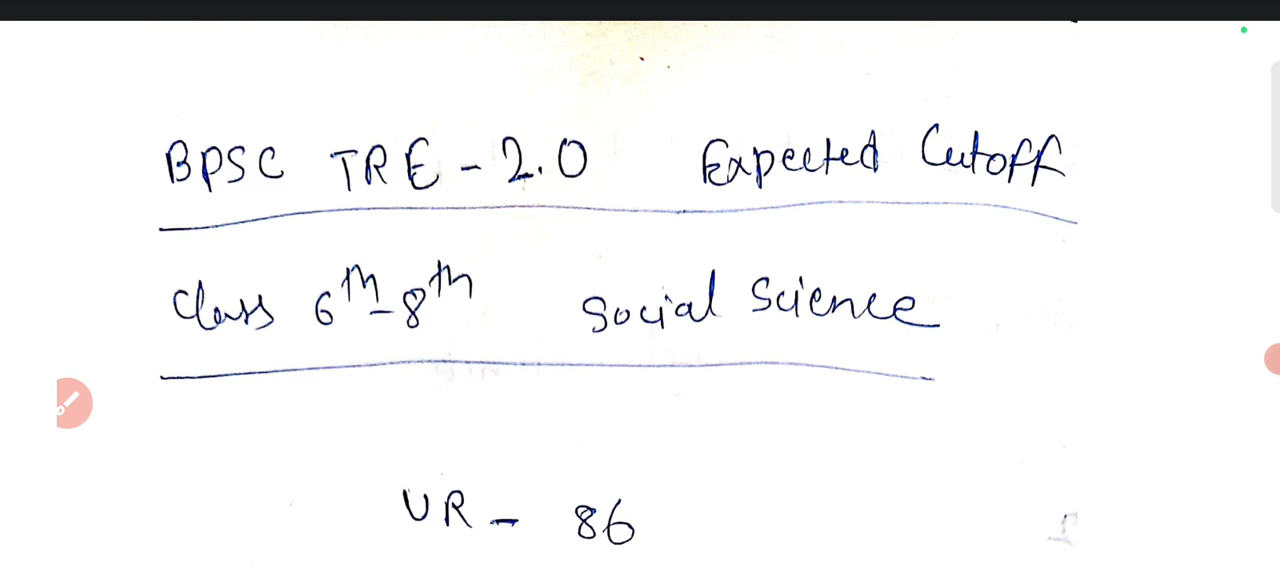 BPSC TRE - 2.0 Expected Cutoff
Class 6th - 8th Social Science
UR - 86